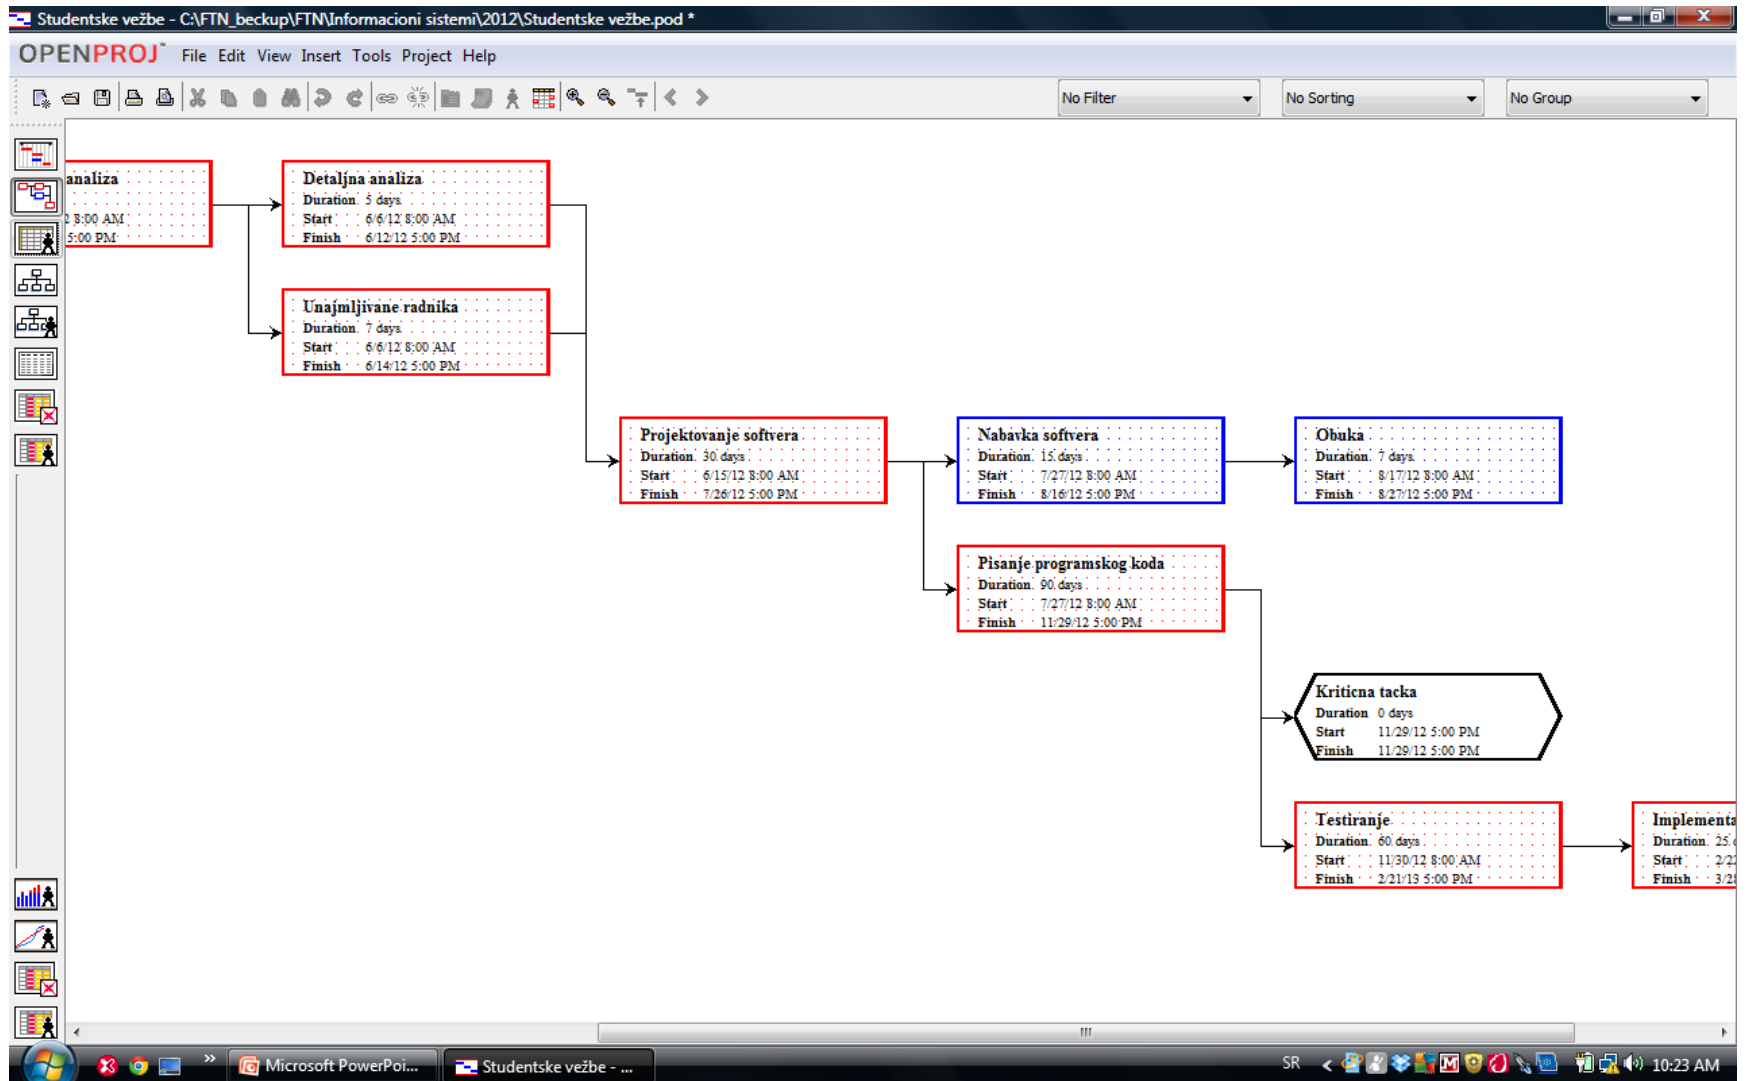 Studentske vežbe - C:\FTN_beckup\FTN\Informacioni sistemi\2012\Studentske vežbe.pod *
OPENPROJ™ File Edit View Insert Tools Project Help
No Filter No Sorting No Group
analiza
2 8:00 AM
5:00 PM
Detaljna analiza
Duration 5 days
Start 6/6/12 8:00 AM
Finish 6/12/12 5:00 PM
Unajmljivane radnika
Duration 7 days
Start 6/6/12 8:00 AM
Finish 6/14/12 5:00 PM
Projektovanje softvera
Duration 30 days
Start 6/15/12 8:00 AM
Finish 7/26/12 5:00 PM
Nabavka softvera
Duration 15 days
Start 7/27/12 8:00 AM
Finish 8/16/12 5:00 PM
Obuka
Duration 7 days
Start 8/17/12 8:00 AM
Finish 8/27/12 5:00 PM
Pisanje programskog koda
Duration 90 days
Start 7/27/12 8:00 AM
Finish 11/29/12 5:00 PM
Kriticna tacka
Duration 0 days
Start 11/29/12 5:00 PM
Finish 11/29/12 5:00 PM
Testiranje
Duration 60 days
Start 11/30/12 8:00 AM
Finish 2/21/13 5:00 PM
Implementa
Duration 25
Start 2/22
Finish 3/28
Microsoft PowerPoi... Studentske vežbe - ... SR 10:23 AM